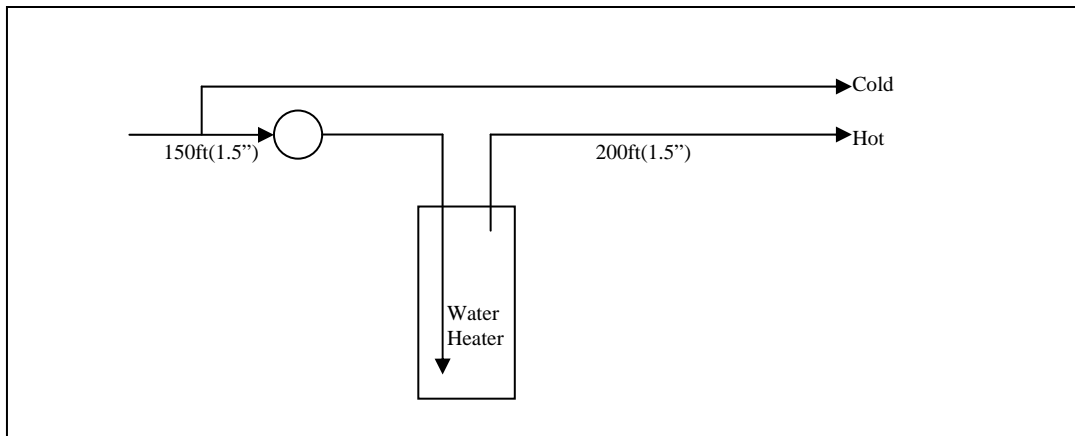 Cold
Hot
150ft(1.5”)
200ft(1.5”)
Water
Heater